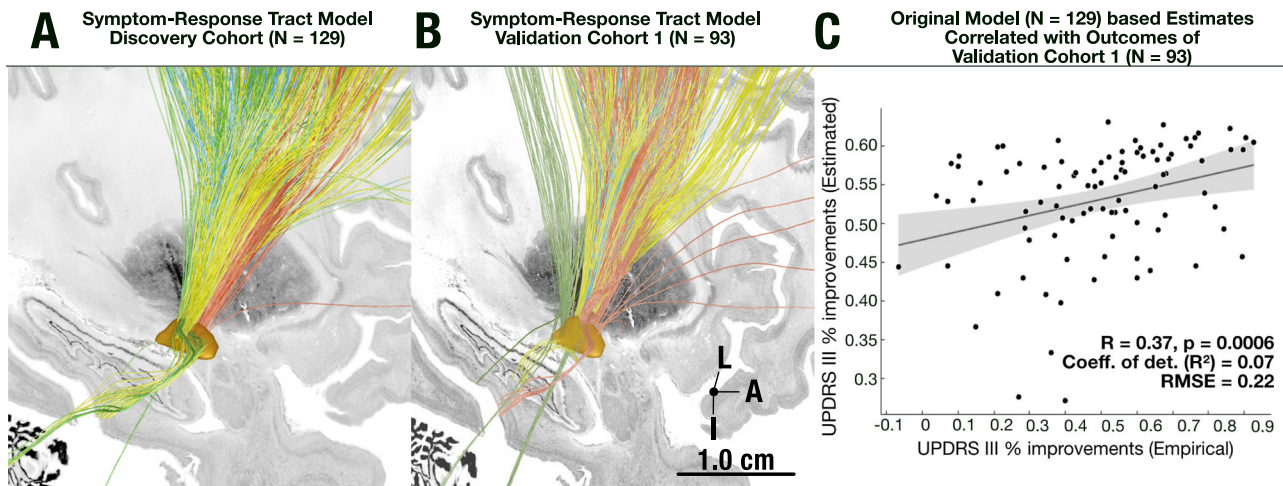 A
Symptom-Response Tract Model
Discovery Cohort (N = 129)
B
Symptom-Response Tract Model
Validation Cohort 1 (N = 93)
C
Original Model (N = 129) based Estimates
Correlated with Outcomes of
Validation Cohort 1 (N = 93)
L
A
I
1.0 cm
UPDRS III % improvements (Estimated)
0.60
0.55
0.50
0.45
0.40
0.35
0.3
R = 0.37, p = 0.0006
Coeff. of det. (R²) = 0.07
RMSE = 0.22
-0.1 0 0.1 0.2 0.3 0.4 0.5 0.6 0.7 0.8 0.9
UPDRS III % improvements (Empirical)